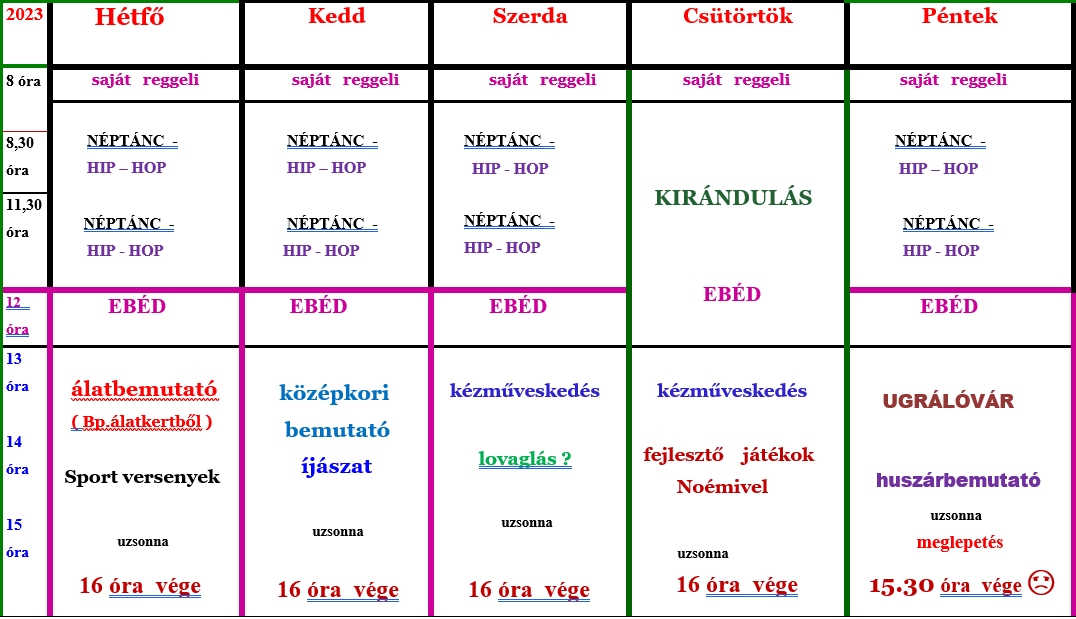 2023 Hétfő Kedd Szerda Csütörtök Péntek
8 óra saját reggeli saját reggeli saját reggeli saját reggeli saját reggeli
8,30 NÉPTÁNC - NÉPTÁNC - NÉPTÁNC - NÉPTÁNC -
óra HIP – HOP HIP – HOP HIP - HOP HIP – HOP
KIRÁNDULÁS
11,30 NÉPTÁNC - NÉPTÁNC - NÉPTÁNC - NÉPTÁNC -
óra HIP - HOP HIP - HOP HIP - HOP HIP - HOP
12 EBÉD EBÉD EBÉD EBÉD EBÉD
óra
13
óra álatbemutató középkori kézműveskedés kézműveskedés UGRÁLÓVÁR
( Bp.álatkertből ) bemutató
14 lovaglás ? fejlesztő játékok
óra Sport versenyek íjászat Noémivel huszárbemutató
15 uzsonna uzsonna uzsonna uzsonna uzsonna
óra meglepetés
16 óra vége 16 óra vége 16 óra vége 16 óra vége 15.30 óra vége